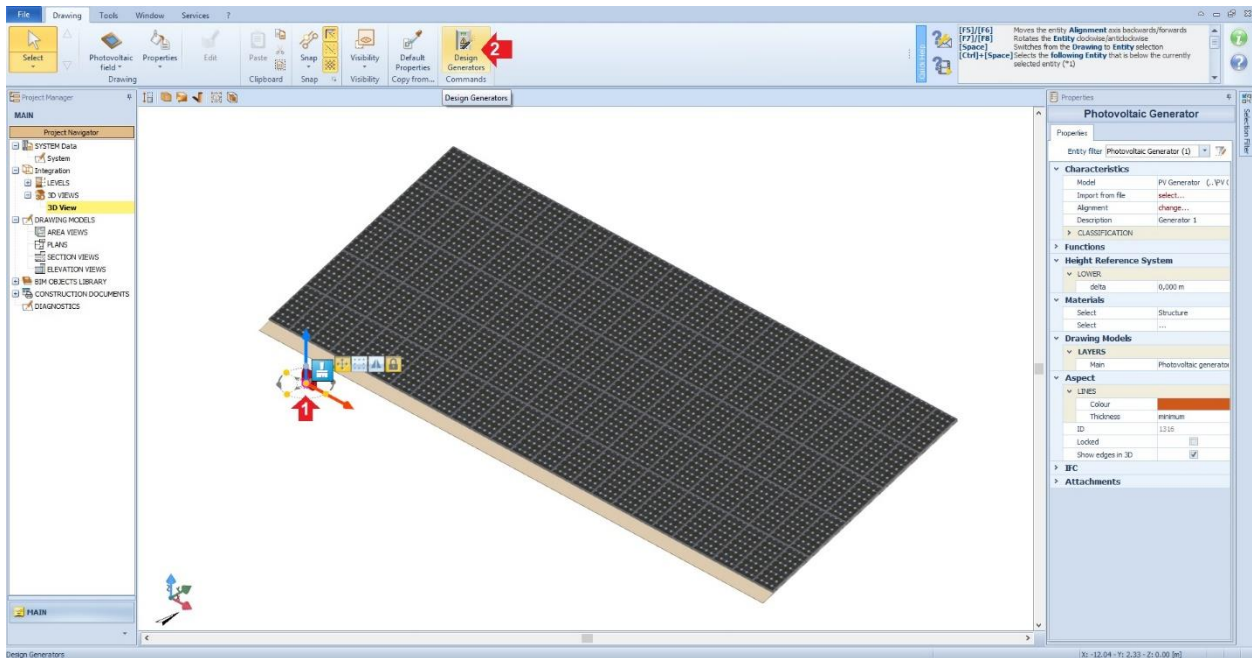 File Drawing Tools Window Services ?
Select
Photovoltaic field
Properties
Edit
Paste
Snap
Visibility
Default Properties
Design Generators
2
Drawing
Clipboard
Snap
Visibility
Copy from...
Commands
Quick Help
[F5]/[F6] Moves the entity Alignment axis backwards/forwards
[F7]/[F8] Rotates the Entity clockwise/anticlockwise
[Space] Switches from the Drawing to Entity selection
[Ctrl]+[Space] Selects the following Entity that is below the currently
selected entity (*1)
Project Manager
MAIN
Project Navigator
SYSTEM Data
System
Integration
LEVELS
3D VIEWS
3D View
DRAWING MODELS
AREA VIEWS
PLANS
SECTION VIEWS
ELEVATION VIEWS
BIM OBJECTS LIBRARY
CONSTRUCTION DOCUMENTS
DIAGNOSTICS
MAIN
Design Generators
1
Properties
Photovoltaic Generator
Properties
Entity filter Photovoltaic Generator (1)
Characteristics
Model PV Generator (..\PV (
Import from file select...
Alignment change...
Description Generator 1
CLASSIFICATION
Functions
Height Reference System
LOWER
delta 0,000 m
Materials
Select Structure
Select ...
Drawing Models
LAYERS
Main Photovoltaic generator
Aspect
LINES
Colour
Thickness minimum
ID 1316
Locked
Show edges in 3D
IFC
Attachments
Selection Filter
Design Generators
X: -12.04 - Y: 2.33 - Z: 0.00 [m]